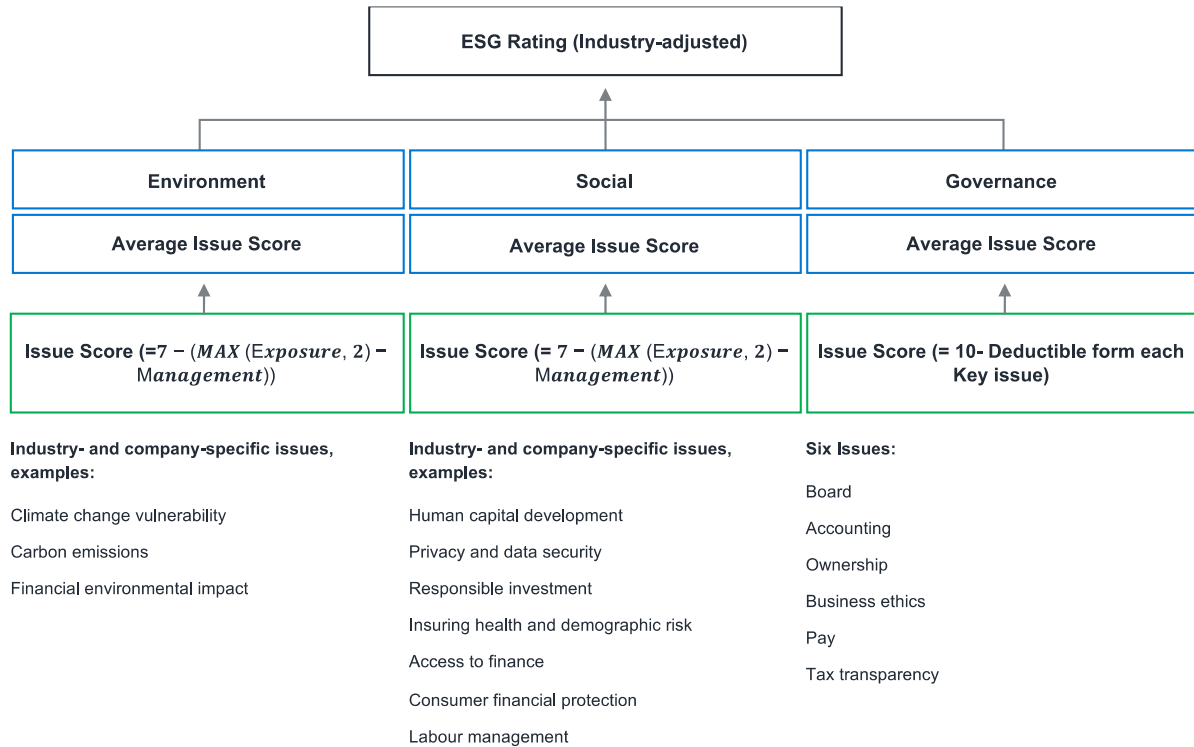 ESG Rating (Industry-adjusted)
Environment
Social
Governance
Average Issue Score
Average Issue Score
Average Issue Score
Issue Score (=7 − (MAX (Exposure, 2) −
Management))
Issue Score (= 7 − (MAX (Exposure, 2) −
Management))
Issue Score (= 10- Deductible form each
Key issue)
Industry- and company-specific issues,
examples:
Climate change vulnerability
Carbon emissions
Financial environmental impact
Industry- and company-specific issues,
examples:
Human capital development
Privacy and data security
Responsible investment
Insuring health and demographic risk
Access to finance
Consumer financial protection
Labour management
Six Issues:
Board
Accounting
Ownership
Business ethics
Pay
Tax transparency